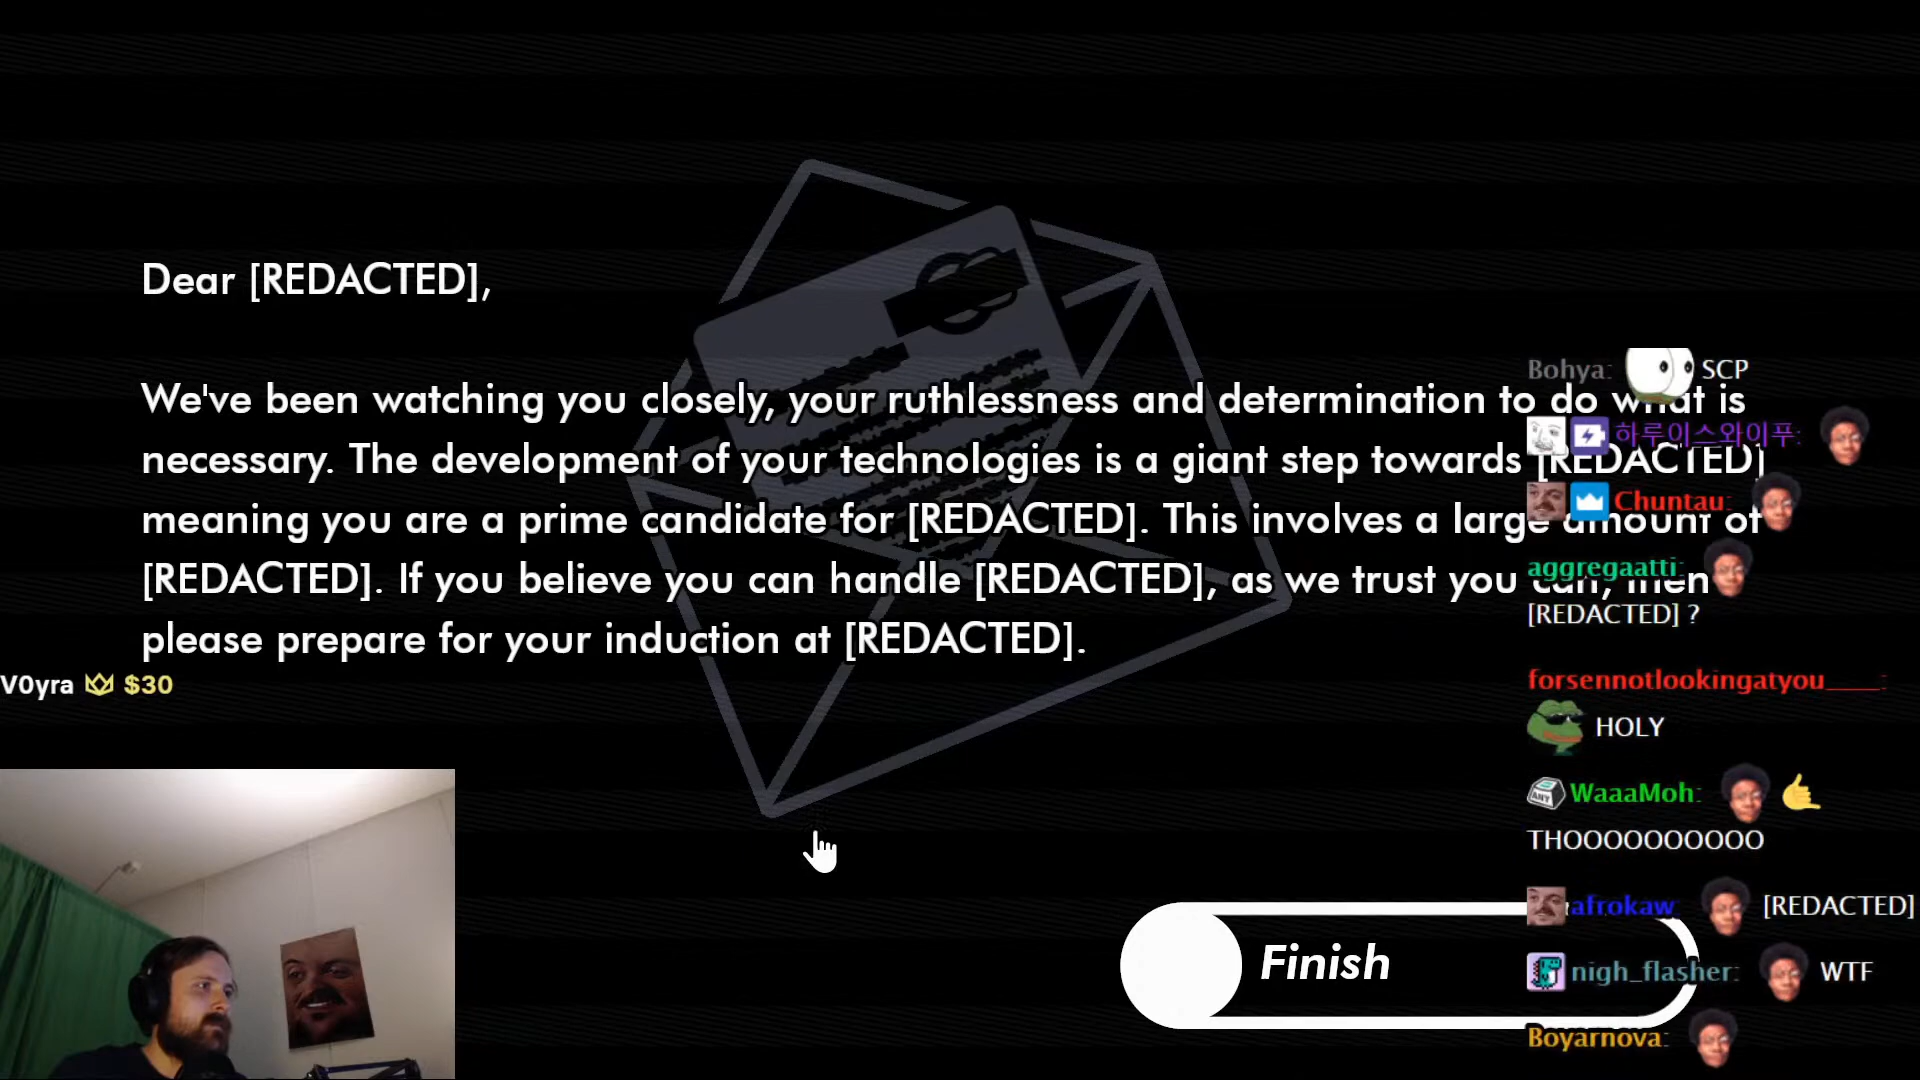 Dear [REDACTED],
We've been watching you closely, your ruthlessness and determination to do what is
necessary. The development of your technologies is a giant step towards [REDACTED]
meaning you are a prime candidate for [REDACTED]. This involves a large amount of
[REDACTED]. If you believe you can handle [REDACTED], as we trust you can, then
please prepare for your induction at [REDACTED].
V0yra $30
Finish
Bohya: SCP
하루이스와이푸:
Chuntau:
aggregaatti:
[REDACTED] ?
forsennotlookingatyou____:
HOLY
ANY WaaaMoh:
THOOOOOOOOOO
afrokaw: [REDACTED]
nigh_flasher: WTF
Boyarnova: